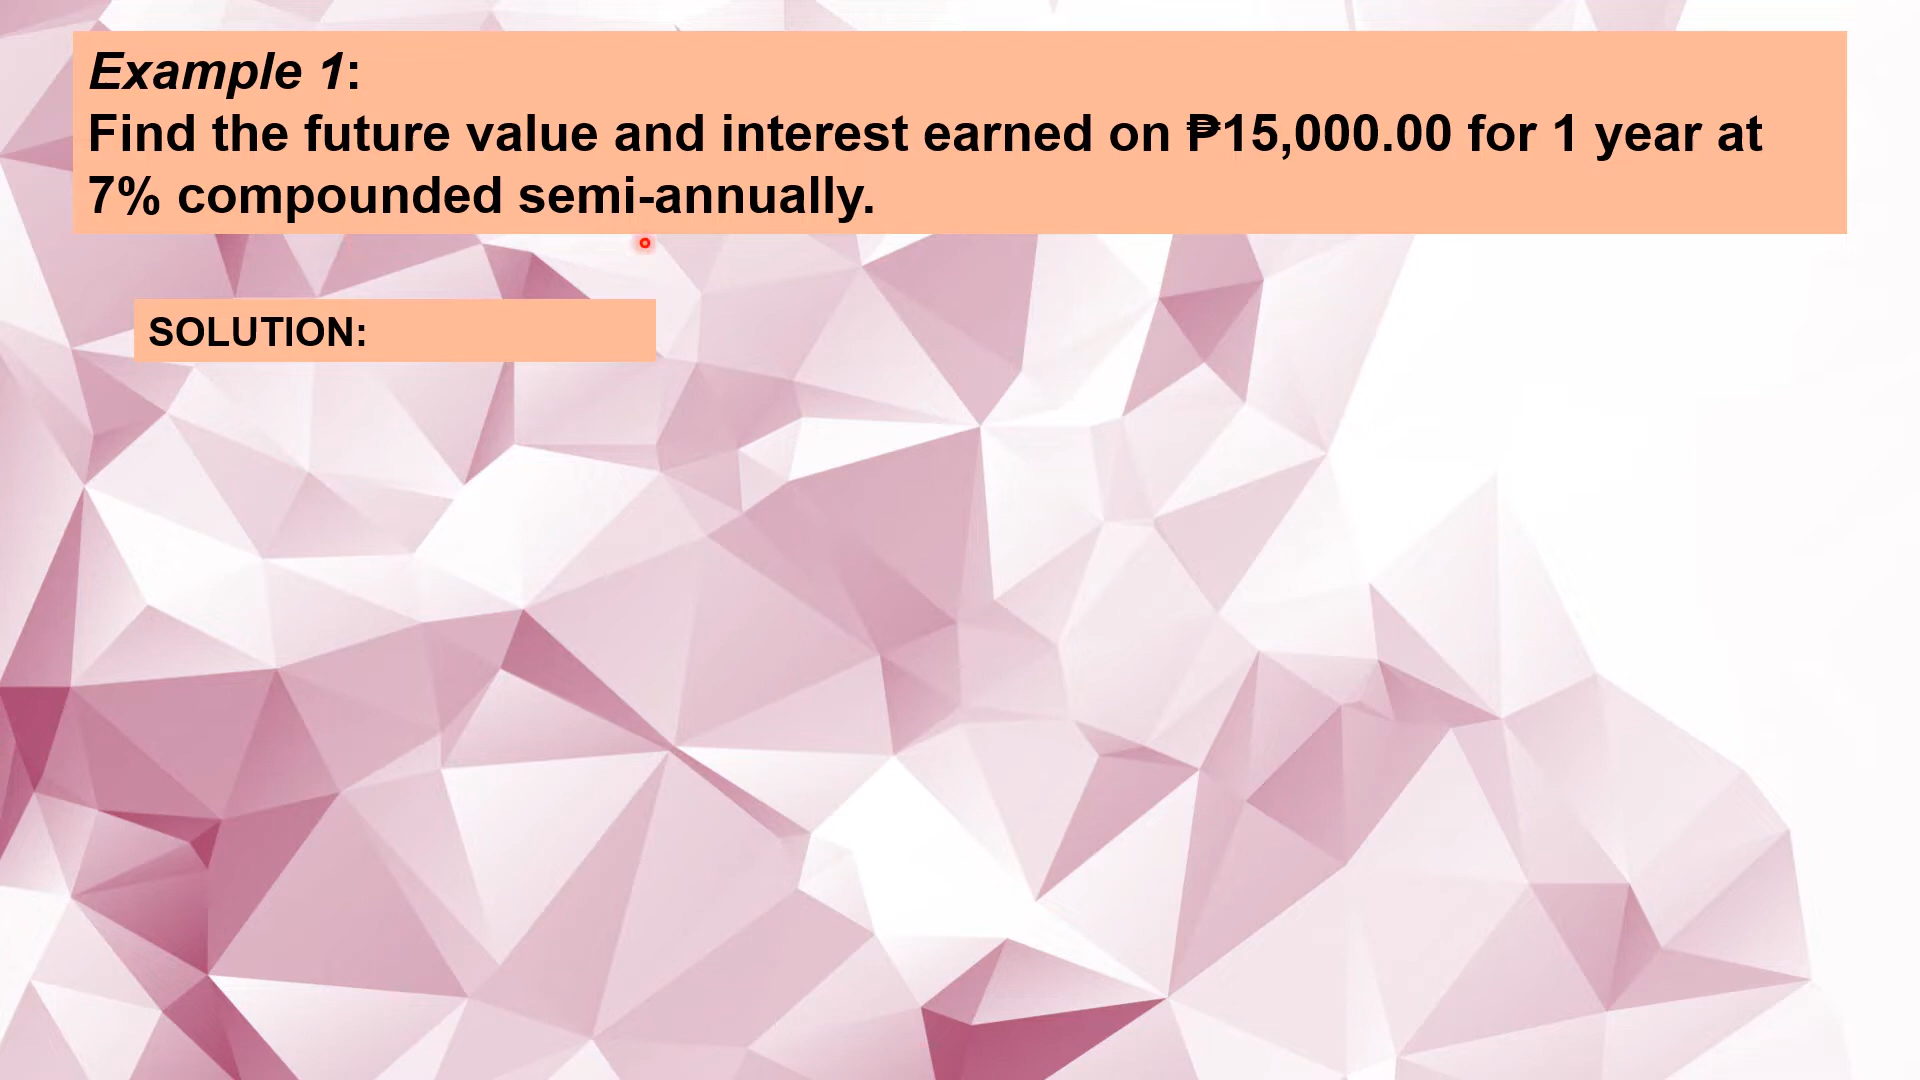 Example 1:
Find the future value and interest earned on ₱15,000.00 for 1 year at
7% compounded semi-annually.
SOLUTION: